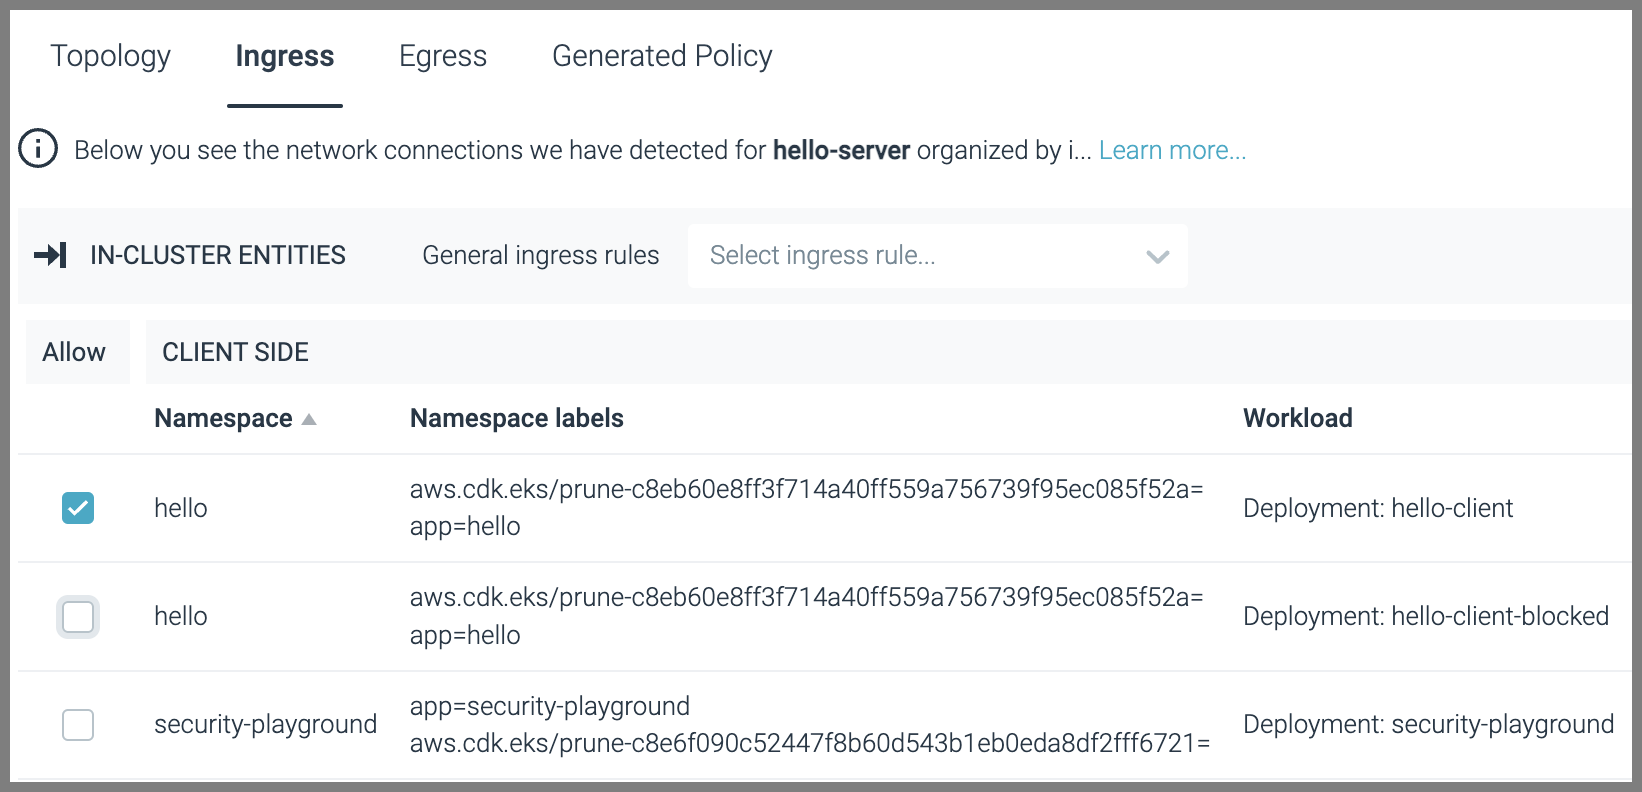 Topology Ingress Egress Generated Policy
Below you see the network connections we have detected for hello-server organized by i... Learn more...
IN-CLUSTER ENTITIES General ingress rules Select ingress rule...
Allow CLIENT SIDE
Namespace Namespace labels Workload
hello aws.cdk.eks/prune-c8eb60e8ff3f714a40ff559a756739f95ec085f52a= Deployment: hello-client
app=hello
hello aws.cdk.eks/prune-c8eb60e8ff3f714a40ff559a756739f95ec085f52a= Deployment: hello-client-blocked
app=hello
security-playground app=security-playground Deployment: security-playground
aws.cdk.eks/prune-c8e6f090c52447f8b60d543b1eb0eda8df2fff6721=